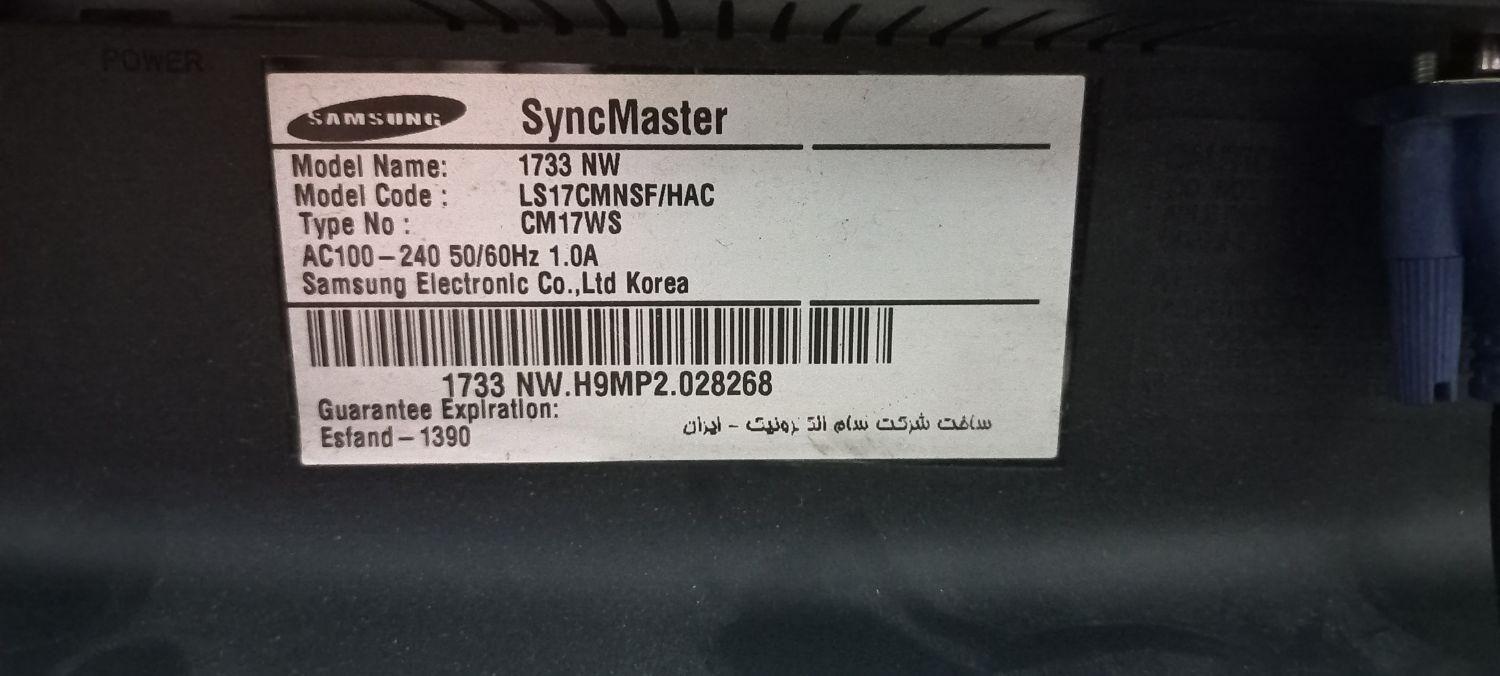 POWER
SAMSUNG SyncMaster
Model Name: 1733 NW
Model Code : LS17CMNSF/HAC
Type No : CM17WS
AC100-240 50/60Hz 1.0A
Samsung Electronic Co.,Ltd Korea
1733 NW.H9MP2.028268
Guarantee Expiration:
Esfand-1390
ساخت شرکت سام الکترونیک - ایران